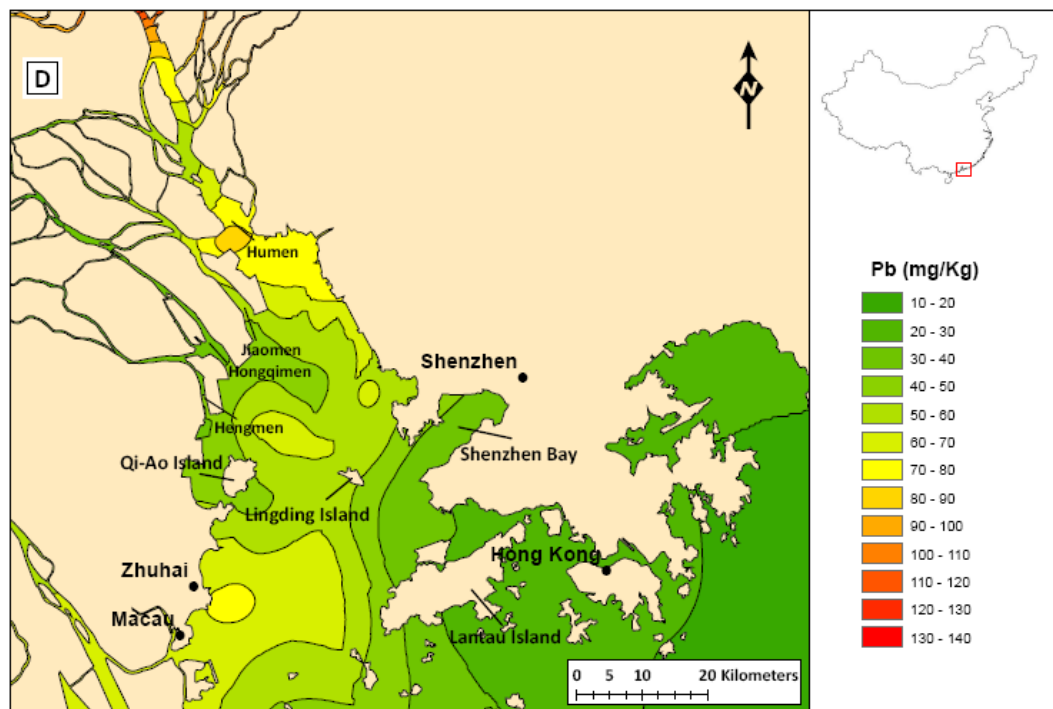 D
N
Humen
Jiaomen
Hongqimen
Shenzhen
Hengmen
Shenzhen Bay
Qi-Ao Island
Lingding Island
Hong Kong
Zhuhai
Macau
Lantau Island
0 5 10 20 Kilometers
Pb (mg/Kg)
10 - 20
20 - 30
30 - 40
40 - 50
50 - 60
60 - 70
70 - 80
80 - 90
90 - 100
100 - 110
110 - 120
120 - 130
130 - 140